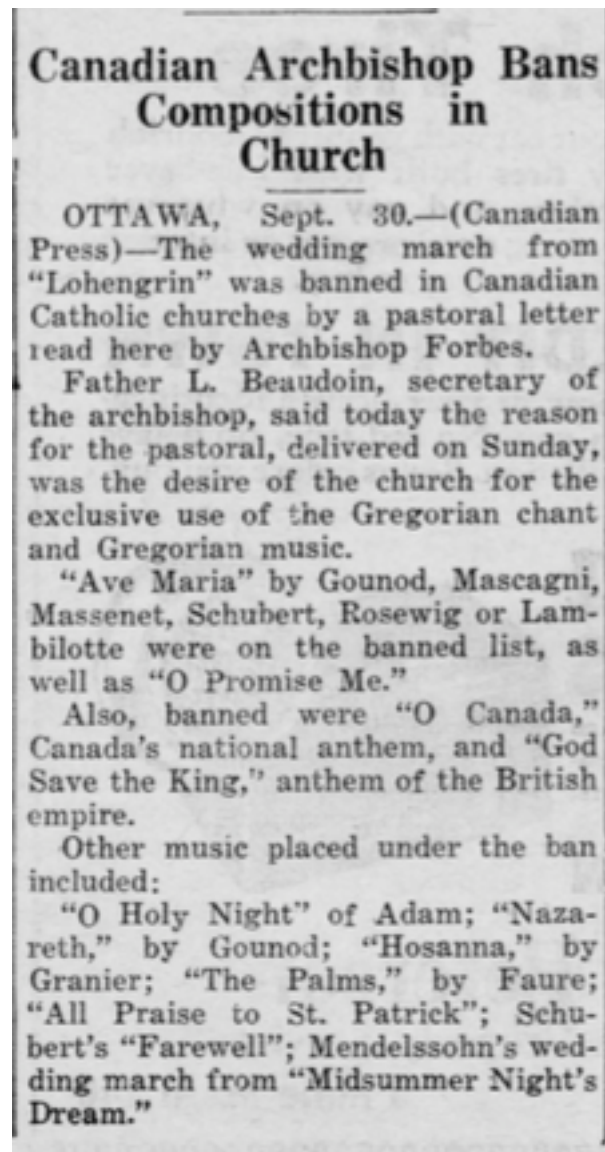 Canadian Archbishop Bans
Compositions in
Church
OTTAWA, Sept. 30.—(Canadian
Press)—The wedding march from
“Lohengrin” was banned in Canadian
Catholic churches by a pastoral letter
read here by Archbishop Forbes.
Father L. Beaudoin, secretary of
the archbishop, said today the reason
for the pastoral, delivered on Sunday,
was the desire of the church for the
exclusive use of the Gregorian chant
and Gregorian music.
“Ave Maria” by Gounod, Mascagni,
Massenet, Schubert, Rosewig or Lam-
bilotte were on the banned list, as
well as “O Promise Me.”
Also, banned were “O Canada,”
Canada’s national anthem, and “God
Save the King,” anthem of the British
empire.
Other music placed under the ban
included:
“O Holy Night” of Adam; “Naza-
reth,” by Gounod; “Hosanna,” by
Granier; “The Palms,” by Faure;
“All Praise to St. Patrick”; Schu-
bert’s “Farewell”; Mendelssohn’s wed-
ding march from “Midsummer Night’s
Dream.”